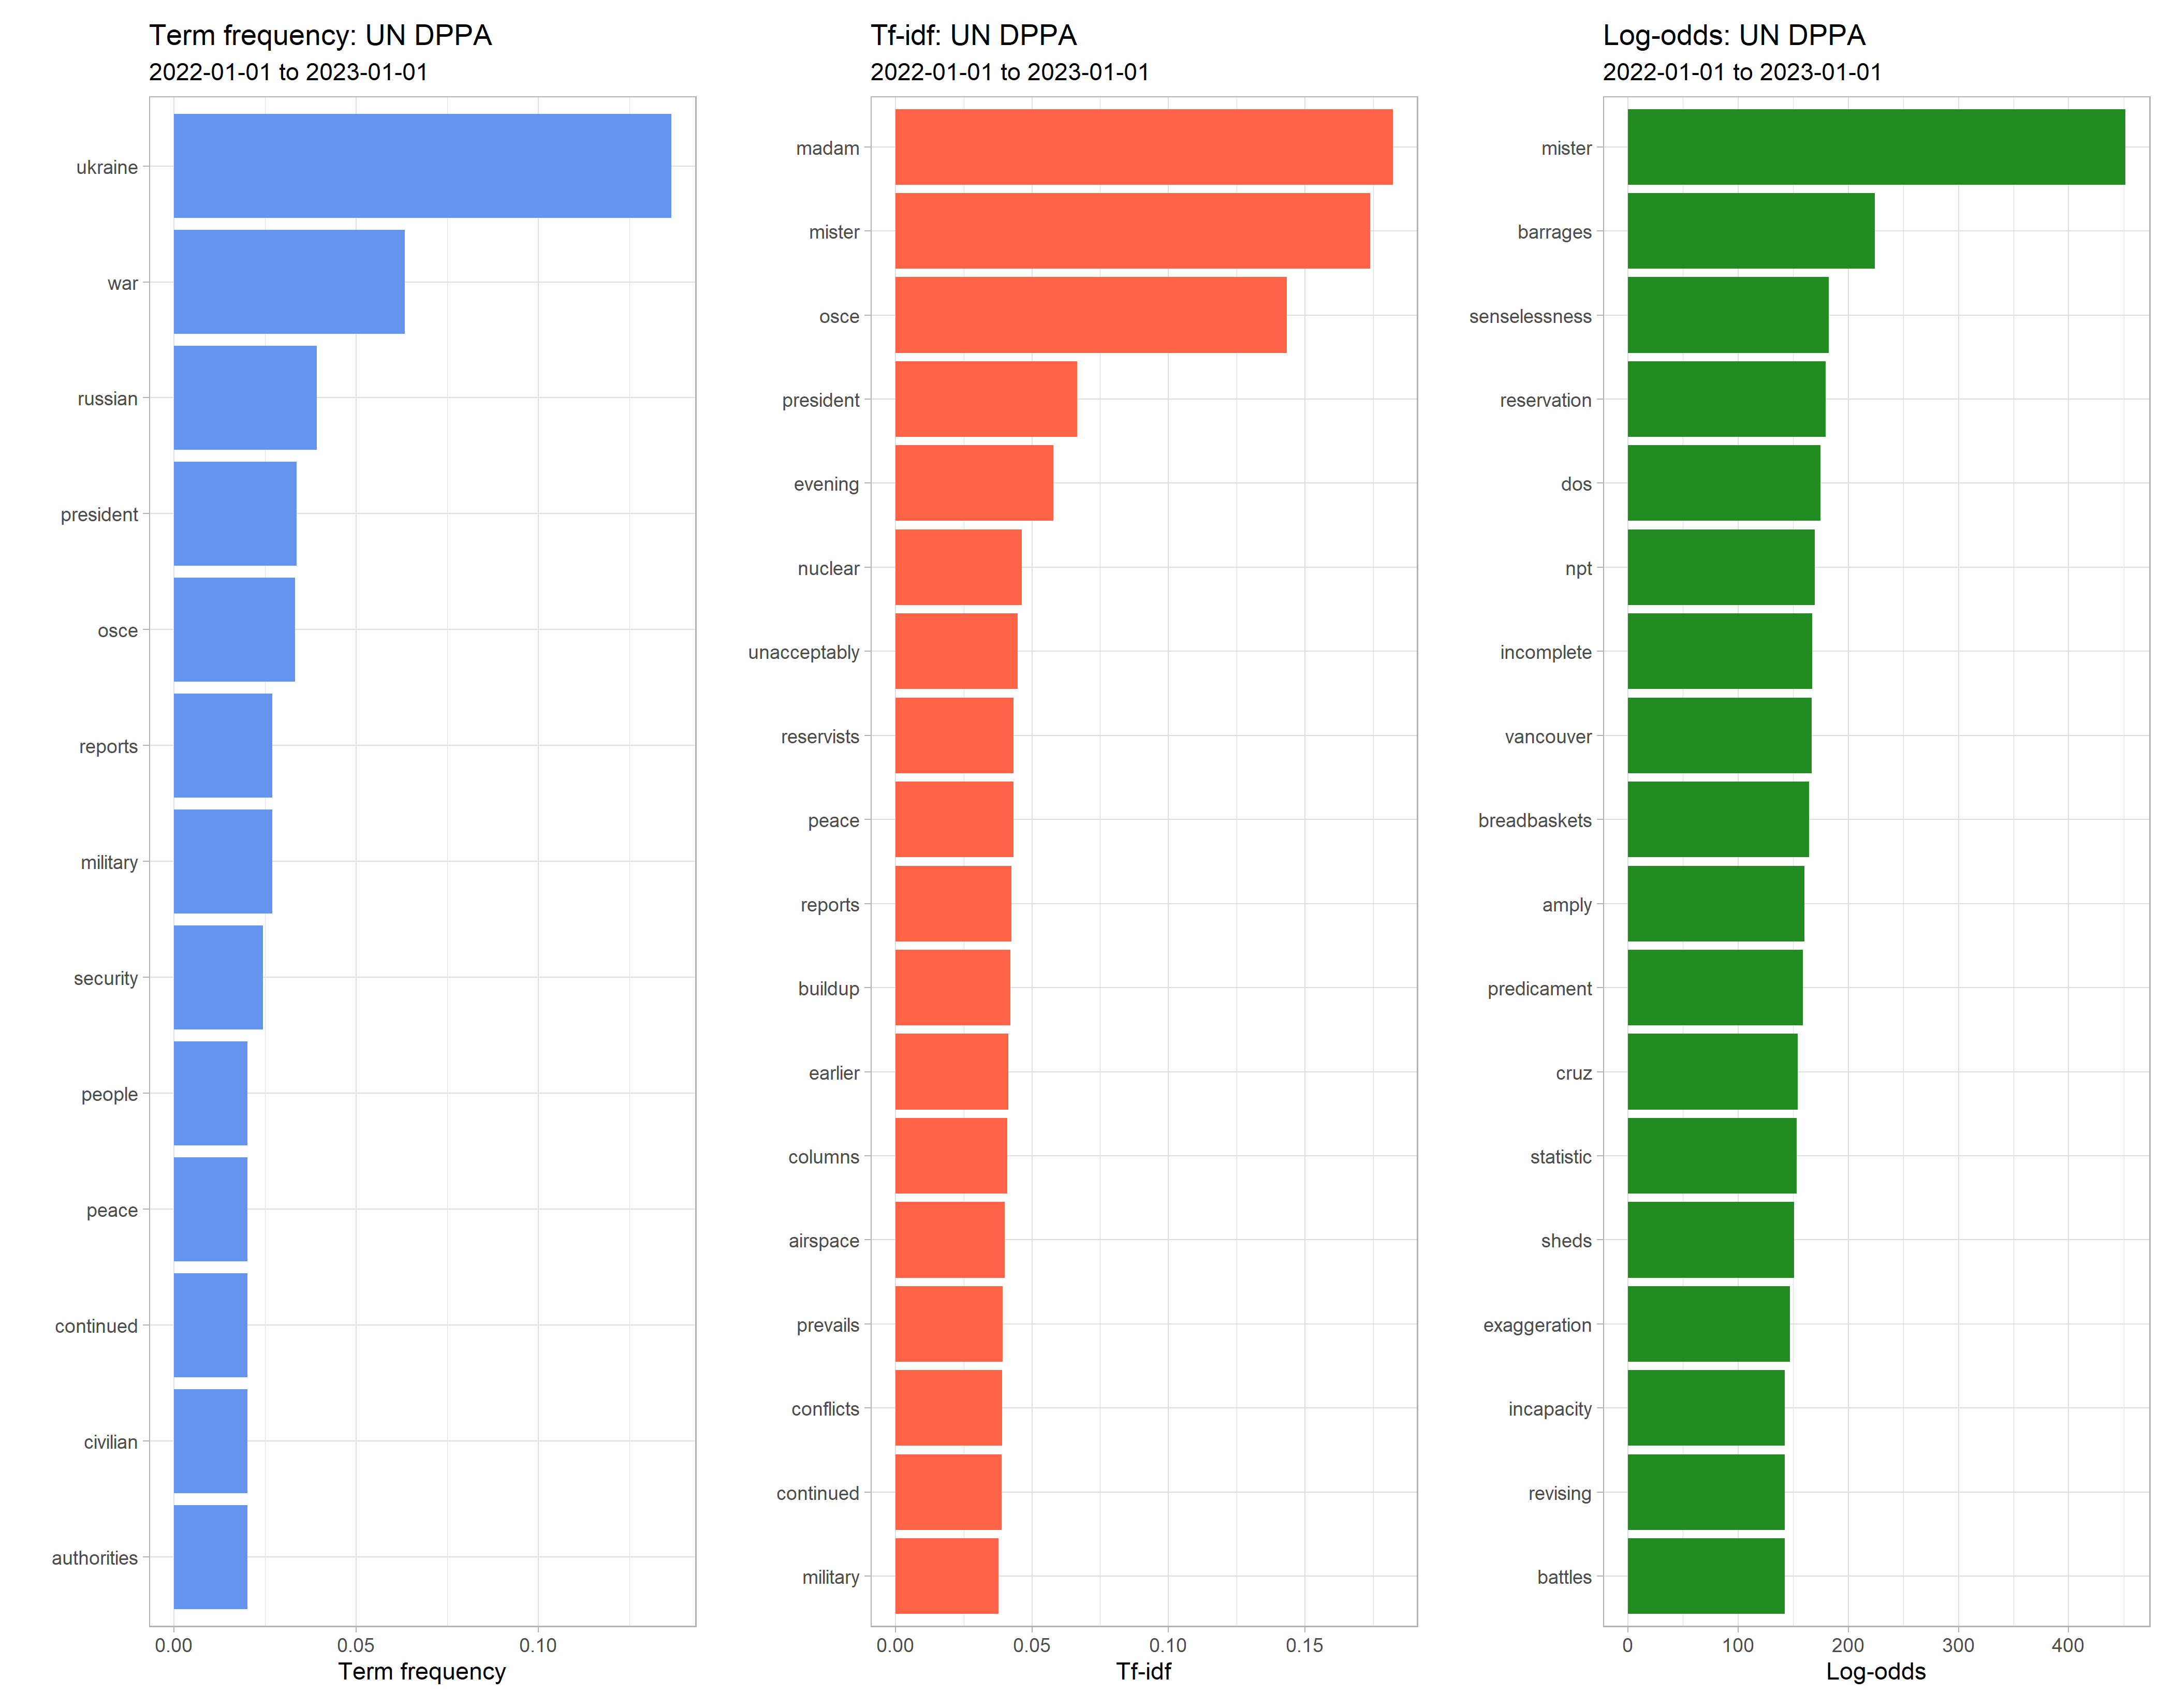 Term frequency: UN DPPA
2022-01-01 to 2023-01-01
ukraine
war
russian
president
osce
reports
military
security
people
peace
continued
civilian
authorities
0.00 0.05 0.10
Term frequency
Tf-idf: UN DPPA
2022-01-01 to 2023-01-01
madam
mister
osce
president
evening
nuclear
unacceptably
reservists
peace
reports
buildup
earlier
columns
airspace
prevails
conflicts
continued
military
0.00 0.05 0.10 0.15
Tf-idf
Log-odds: UN DPPA
2022-01-01 to 2023-01-01
mister
barrages
senselessness
reservation
dos
npt
incomplete
vancouver
breadbaskets
amply
predicament
cruz
statistic
sheds
exaggeration
incapacity
revising
battles
0 100 200 300 400
Log-odds